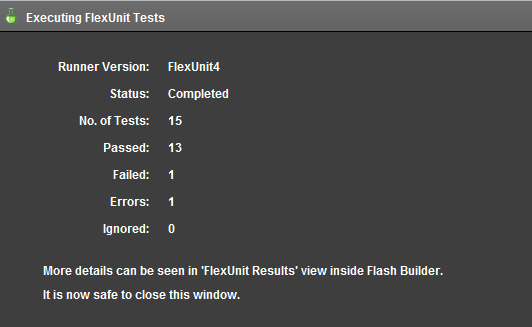 Executing FlexUnit Tests
Runner Version: FlexUnit4
Status: Completed
No. of Tests: 15
Passed: 13
Failed: 1
Errors: 1
Ignored: 0
More details can be seen in 'FlexUnit Results' view inside Flash Builder.
It is now safe to close this window.